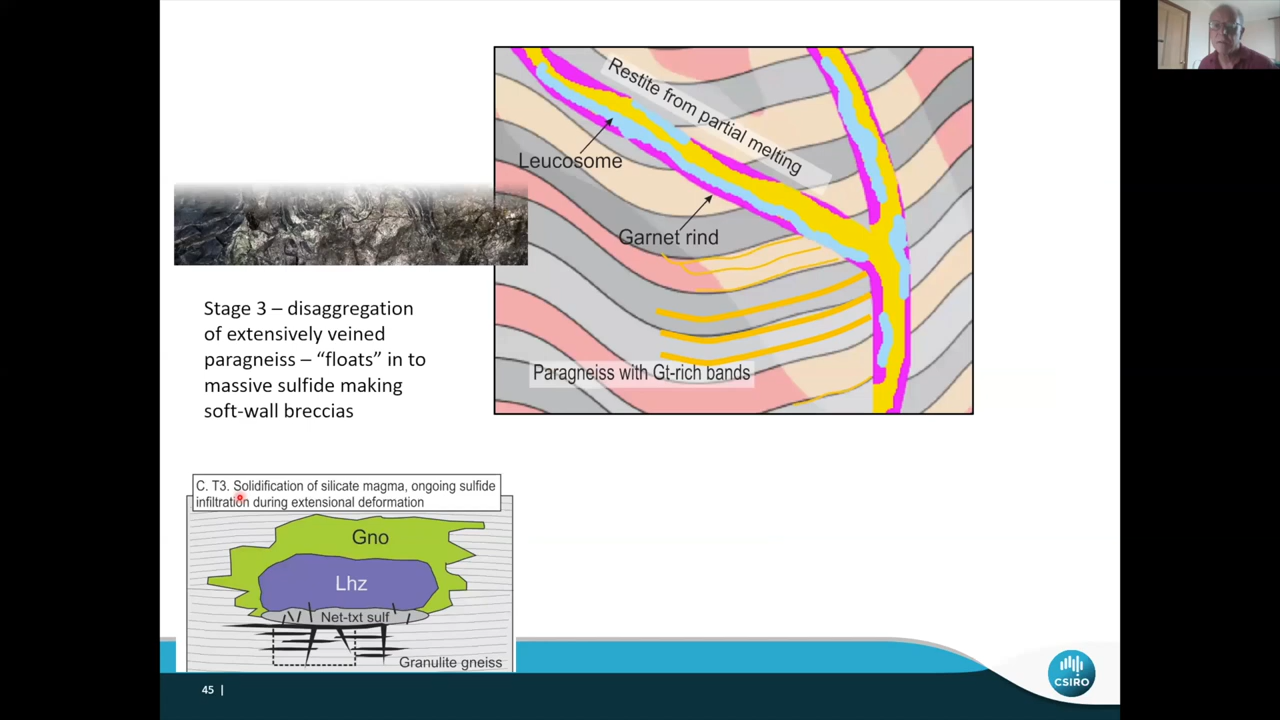 Restite from partial melting
Leucosome
Garnet rind
Paragneiss with Gt-rich bands
Stage 3 – disaggregation
of extensively veined
paragneiss – “floats” in to
massive sulfide making
soft-wall breccias
C. T3. Solidification of silicate magma, ongoing sulfide
infiltration during extensional deformation
Gno
Lhz
Net-txt sulf
Granulite gneiss
45 |
CSIRO